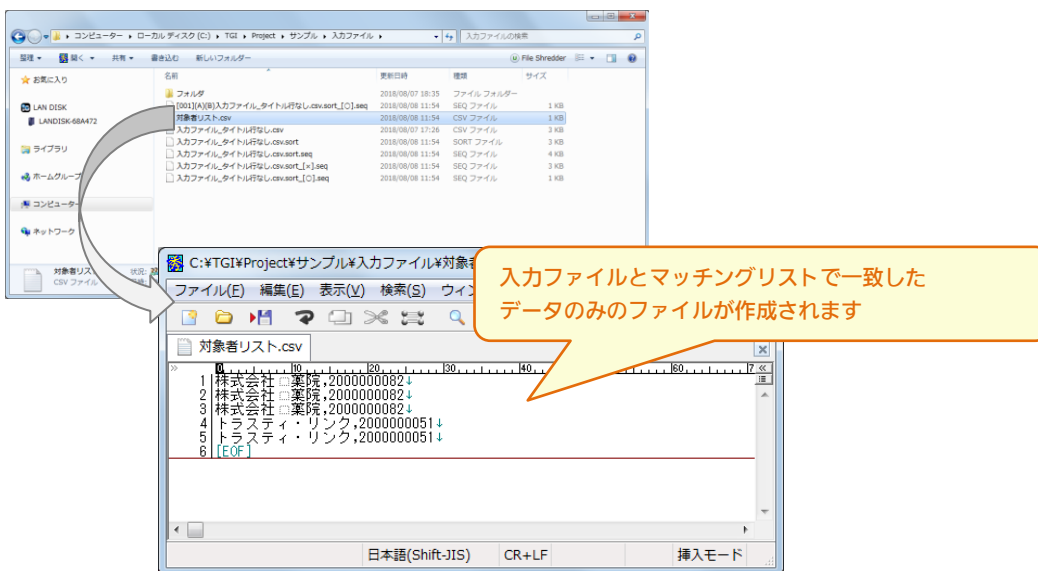 コンピューター ▸ ローカル ディスク (C:) ▸ TGI ▸ Project ▸ サンプル ▸ 入力ファイル ▸
入力ファイルの検索
整理 ▼ 開く ▼ 共有 ▼ 書き込む 新しいフォルダー
File Shredder
お気に入り
LAN DISK
LANDISK-68A472
ライブラリ
ホームグループ
コンピューター
ネットワーク
名前 更新日時 種類 サイズ
フォルダ 2018/08/07 18:35 ファイル フォルダー
[001](A)(B)入力ファイル_タイトル行なし.csv.sort_[○].seq 2018/08/08 11:54 SEQ ファイル 1 KB
対象者リスト.csv 2018/08/08 11:54 CSV ファイル 1 KB
入力ファイル_タイトル行なし.csv 2018/08/07 17:26 CSV ファイル 3 KB
入力ファイル_タイトル行なし.csv.sort 2018/08/08 11:54 SORT ファイル 3 KB
入力ファイル_タイトル行なし.csv.sort.seq 2018/08/08 11:54 SEQ ファイル 4 KB
入力ファイル_タイトル行なし.csv.sort_[×].seq 2018/08/08 11:54 SEQ ファイル 3 KB
入力ファイル_タイトル行なし.csv.sort_[○].seq 2018/08/08 11:54 SEQ ファイル 1 KB
対象者リス
状況:
CSV ファイル
C:¥TGI¥Project¥サンプル¥入力ファイル¥対象
ファイル(F) 編集(E) 表示(V) 検索(S) ウィン
入力ファイルとマッチングリストで一致した
データのみのファイルが作成されます
対象者リスト.csv
0 10 20 30 40 60 7
1 株式会社□薬院,2000000082↓
2 株式会社□薬院,2000000082↓
3 株式会社□薬院,2000000082↓
4 トラスティ・リンク,2000000051↓
5 トラスティ・リンク,2000000051↓
6 [EOF]
日本語(Shift-JIS) CR+LF 挿入モード